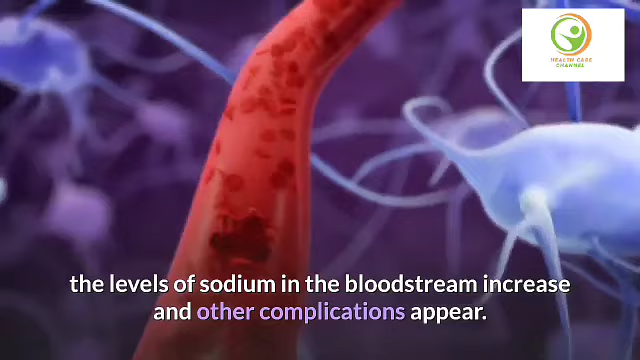 HEALTH CARE
CHANNEL
the levels of sodium in the bloodstream increase
and other complications appear.